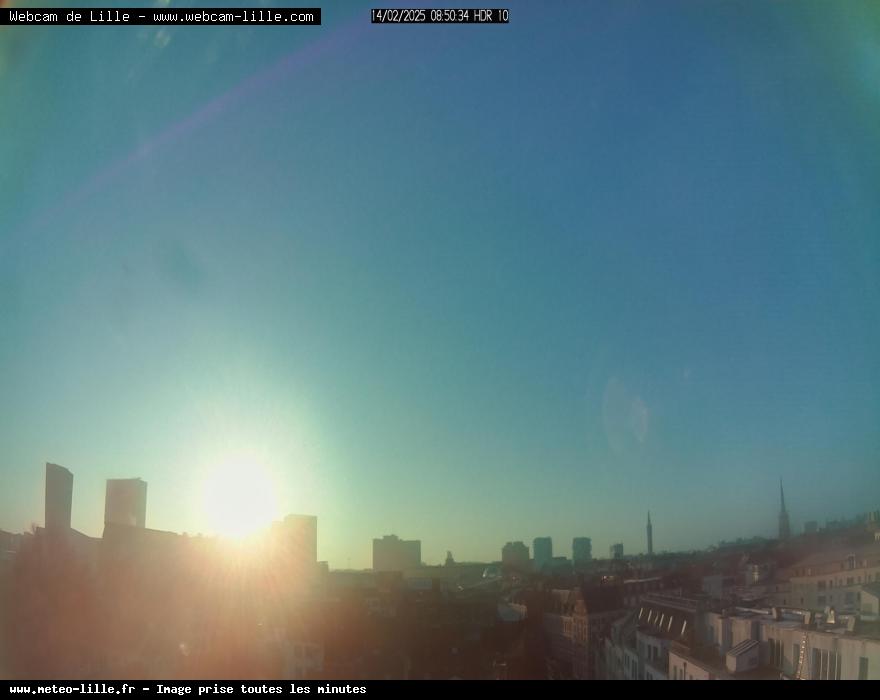 Webcam de Lille - www.webcam-lille.com
14/02/2025 08:50:34 HDR 10
www.meteo-lille.fr - Image prise toutes les minutes